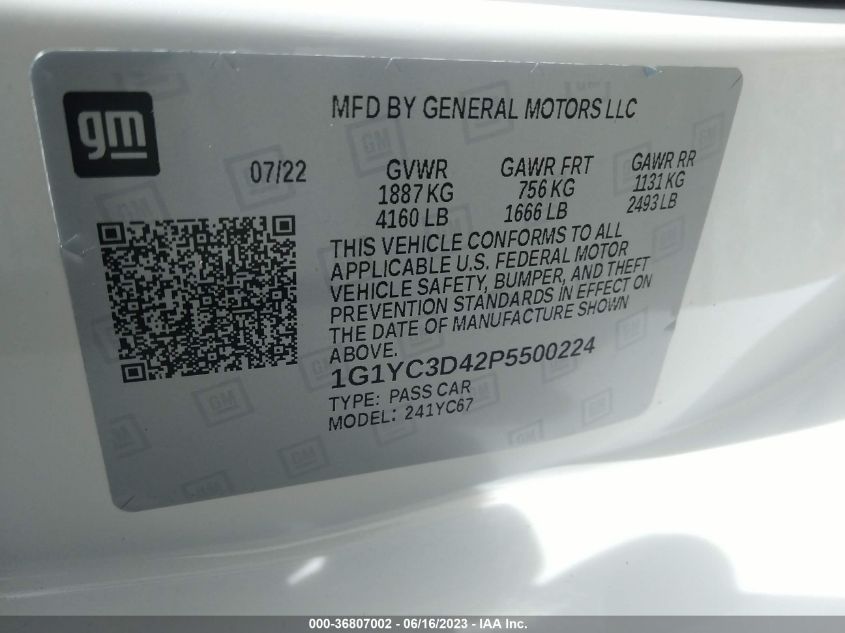 gm
MFD BY GENERAL MOTORS LLC
07/22
GVWR
1887 KG
4160 LB
GAWR FRT
756 KG
1666 LB
GAWR RR
1131 KG
2493 LB
THIS VEHICLE CONFORMS TO ALL
APPLICABLE U.S. FEDERAL MOTOR
VEHICLE SAFETY, BUMPER, AND THEFT
PREVENTION STANDARDS IN EFFECT ON
THE DATE OF MANUFACTURE SHOWN
ABOVE.
1G1YC3D42P5500224
TYPE: PASS CAR
MODEL: 241YC67
000-36807002 - 06/16/2023 - IAA Inc.